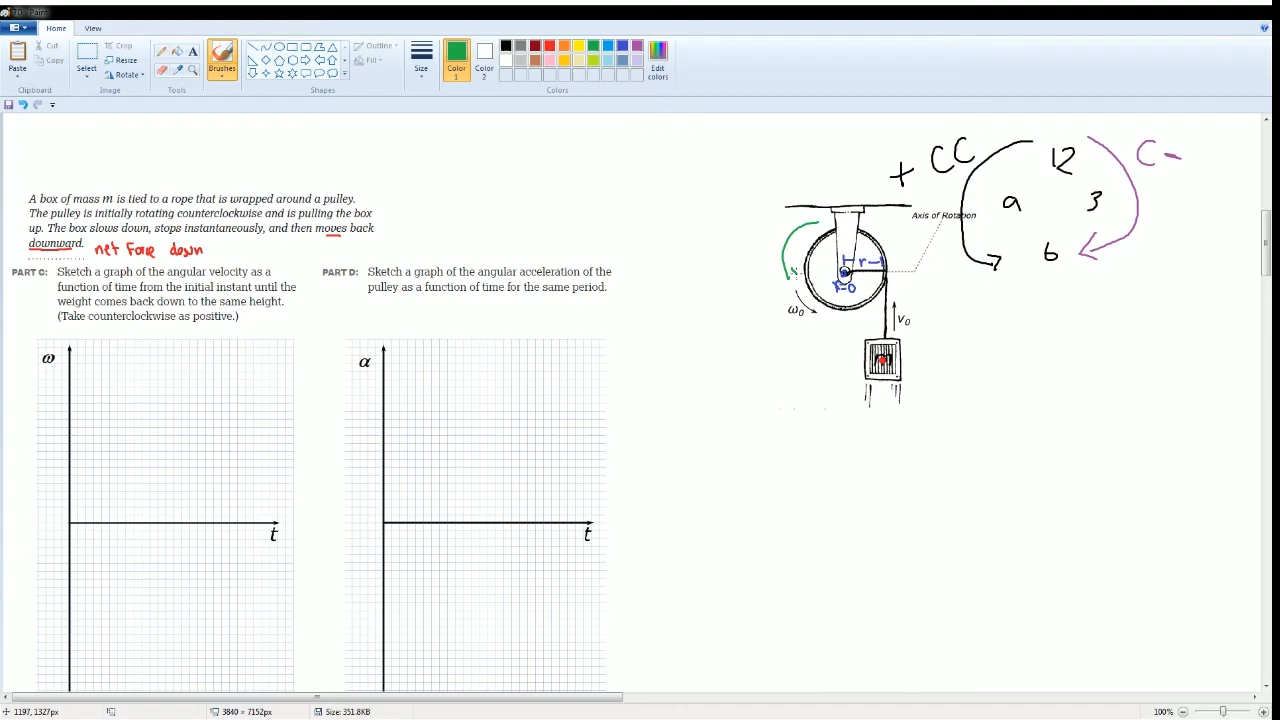 7D - Paint
Home
View
Paste
Cut
Copy
Clipboard
Select
Crop
Resize
Rotate
Image
Tools
Brushes
Shapes
Outline
Fill
Size
Color 1
Color 2
Edit colors
Colors
A box of mass m is tied to a rope that is wrapped around a pulley.
The pulley is initially rotating counterclockwise and is pulling the box
up. The box slows down, stops instantaneously, and then moves back
downward. net Force down
PART C: Sketch a graph of the angular velocity as a
function of time from the initial instant until the
weight comes back down to the same height.
(Take counterclockwise as positive.)
PART D: Sketch a graph of the angular acceleration of the
pulley as a function of time for the same period.
ω
t
α
t
+ CC
12
C -
9
3
6
Axis of Rotation
r
r=0
ω₀
v₀
m
1197, 1327px
3840 × 7152px
Size: 351.8KB
100%